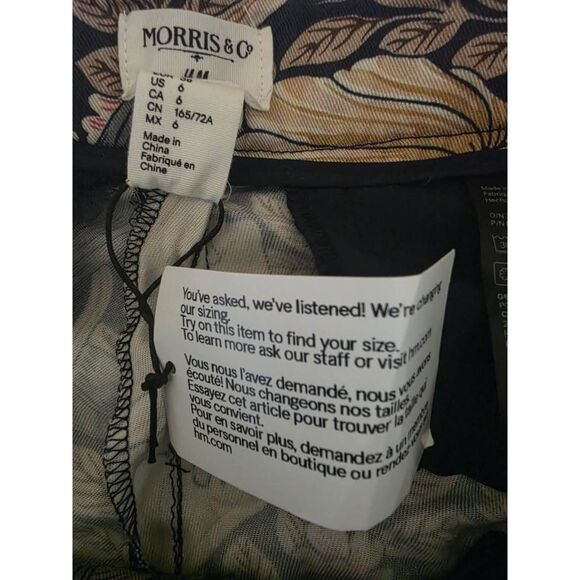 MORRIS & Co
H&M
US 6
CA 6
CN 165/72A
MX 6
Made in
China
Fabriqué en
Chine
You've asked, we've listened! We're changing
our sizing.
Try on this item to find your size.
To learn more ask our staff or visit hm.com
Vous nous l'avez demandé, nous vous avons
écouté! Nous changeons nos tailles.
Essayez cet article pour trouver la taille qui
vous convient.
Pour en savoir plus, demandez à un membre
du personnel en boutique ou rendez
hm.com
Made in